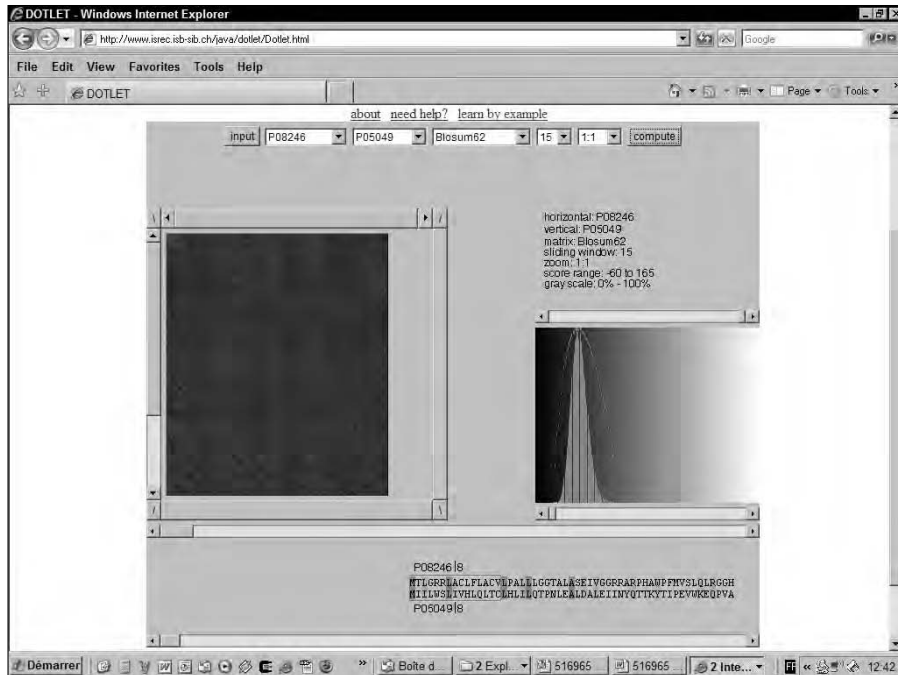 DOTLET - Windows Internet Explorer
http://www.isrec.isb-sib.ch/java/dotlet/Dotlet.html
Google
File Edit View Favorites Tools Help
DOTLET
Page Tools
about need help? learn by example
input P08246 P05049 Blosum62 15 1:1 compute
horizontal: P08246
vertical: P05049
matrix: Blosum62
sliding window: 15
zoom: 1:1
score range: -60 to 165
gray scale: 0% - 100%
P08246|8
MTLGRRLACLFLACVLPALLLGGTALASEIVGGRRARPHAWPFMVSLQLRGGH
MIILWSLIVHLQLTCLHLILQTPNLEALDALEIINYQTTKYTIPEVWKEQPVA
P05049|8
Démarrer
Boîte d...
2 Expl...
516965
516965
2 Inte...
FF
12:42